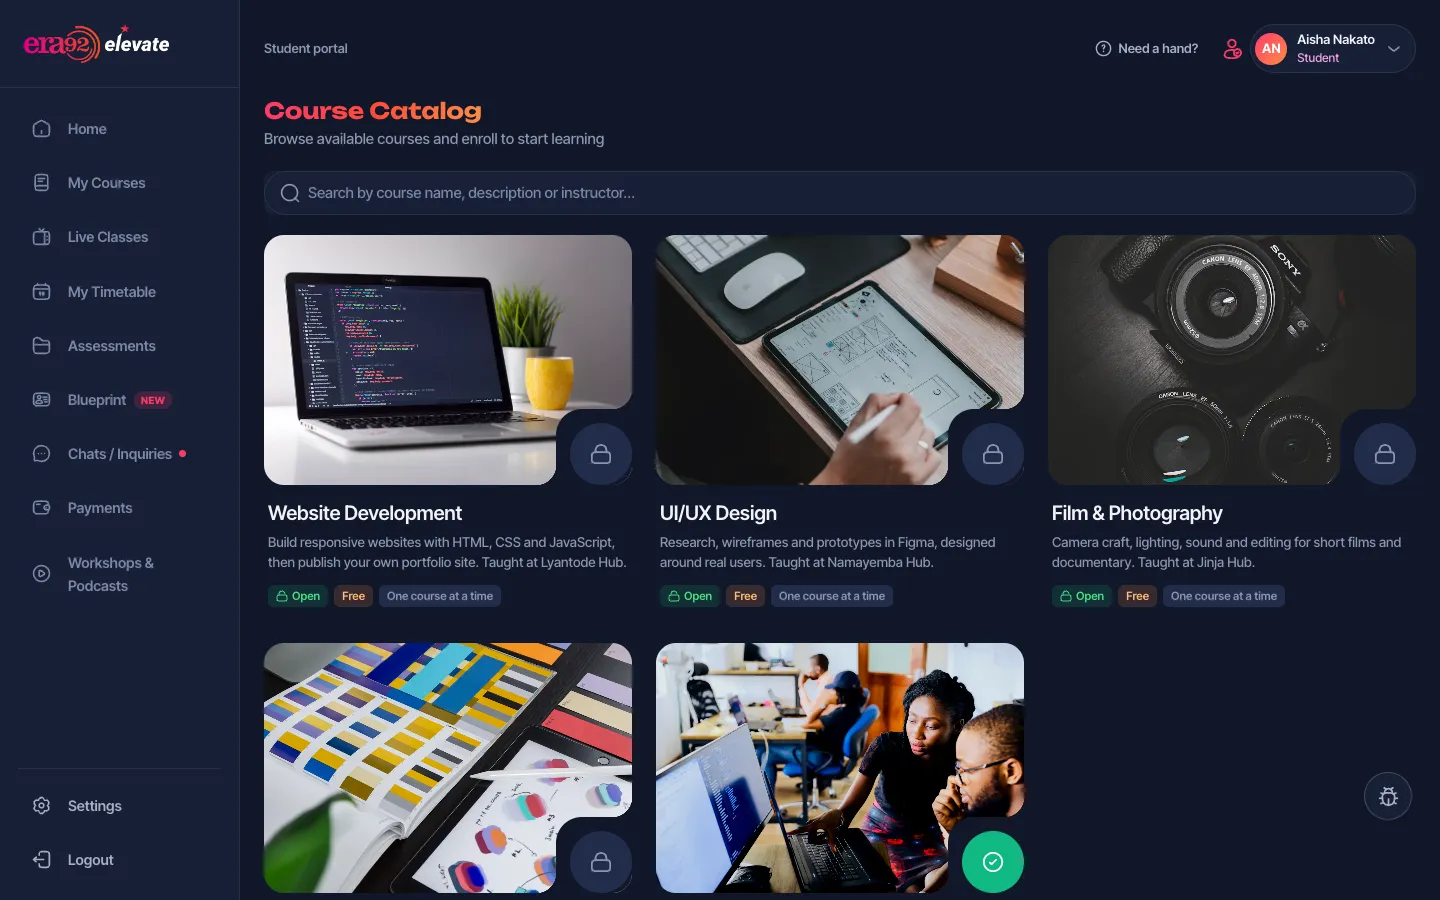 era92 elevate
Home
My Courses
Live Classes
My Timetable
Assessments
Blueprint NEW
Chats / Inquiries
Payments
Workshops &
Podcasts
Settings
Logout
Student portal
Need a hand?
AN
Aisha Nakato
Student
Course Catalog
Browse available courses and enroll to start learning
Search by course name, description or instructor...
SONY
Website Development
Build responsive websites with HTML, CSS and JavaScript,
then publish your own portfolio site. Taught at Lyantode Hub.
Open Free One course at a time
UI/UX Design
Research, wireframes and prototypes in Figma, designed
around real users. Taught at Namayemba Hub.
Open Free One course at a time
Film & Photography
Camera craft, lighting, sound and editing for short films and
documentary. Taught at Jinja Hub.
Open Free One course at a time